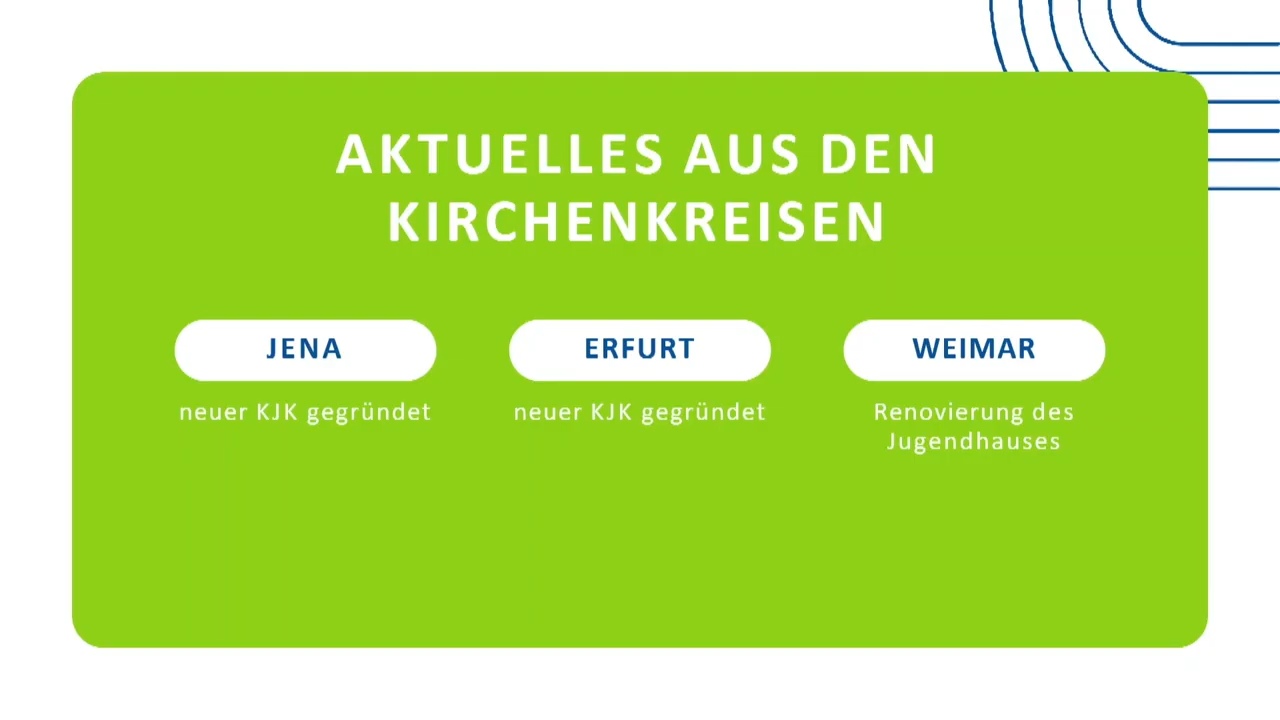 AKTUELLES AUS DEN
KIRCHENKREISEN
JENA
neuer KJK gegründet
ERFURT
neuer KJK gegründet
WEIMAR
Renovierung des
Jugendhauses